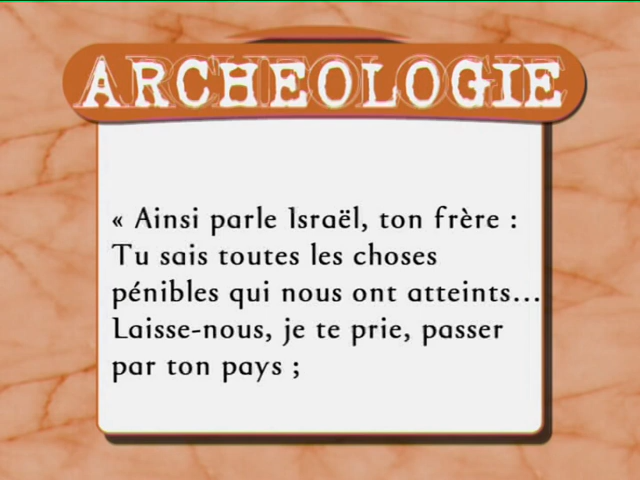 ARCHEOLOGIE
« Ainsi parle Israël, ton frère :
Tu sais toutes les choses
pénibles qui nous ont atteints...
Laisse-nous, je te prie, passer
par ton pays ;